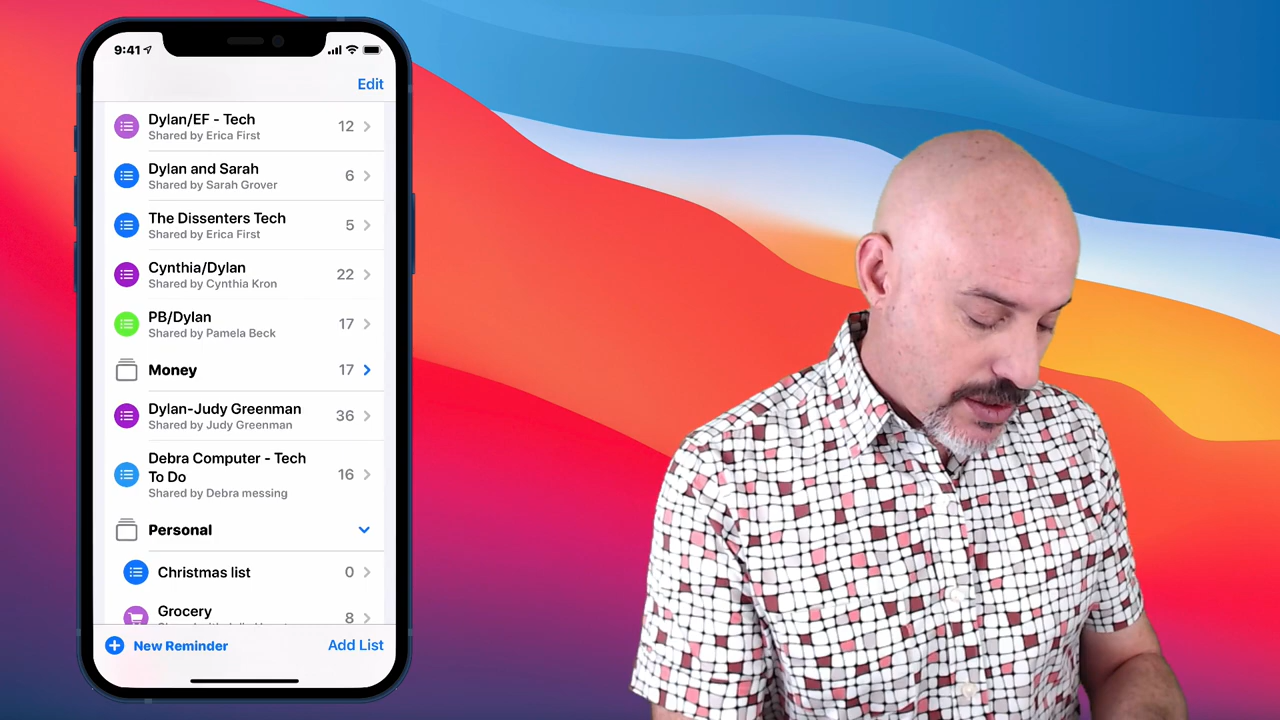 9:41
Edit
Dylan/EF - Tech
Shared by Erica First
12
Dylan and Sarah
Shared by Sarah Grover
6
The Dissenters Tech
Shared by Erica First
5
Cynthia/Dylan
Shared by Cynthia Kron
22
PB/Dylan
Shared by Pamela Beck
17
Money
17
Dylan-Judy Greenman
Shared by Judy Greenman
36
Debra Computer - Tech
To Do
Shared by Debra messing
16
Personal
Christmas list
0
Grocery
8
New Reminder
Add List